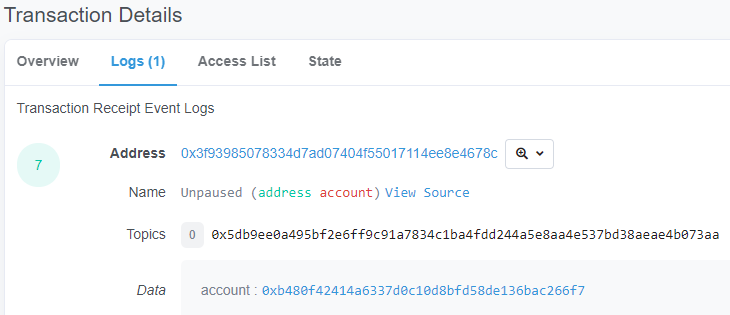 Transaction Details
Overview Logs (1) Access List State
Transaction Receipt Event Logs
7 Address 0x3f93985078334d7ad07404f55017114ee8e4678c
Name Unpaused (address account) View Source
Topics 0 0x5db9ee0a495bf2e6ff9c91a7834c1ba4fdd244a5e8aa4e537bd38aeae4b073aa
Data account : 0xb480f42414a6337d0c10d8bfd58de136bac266f7